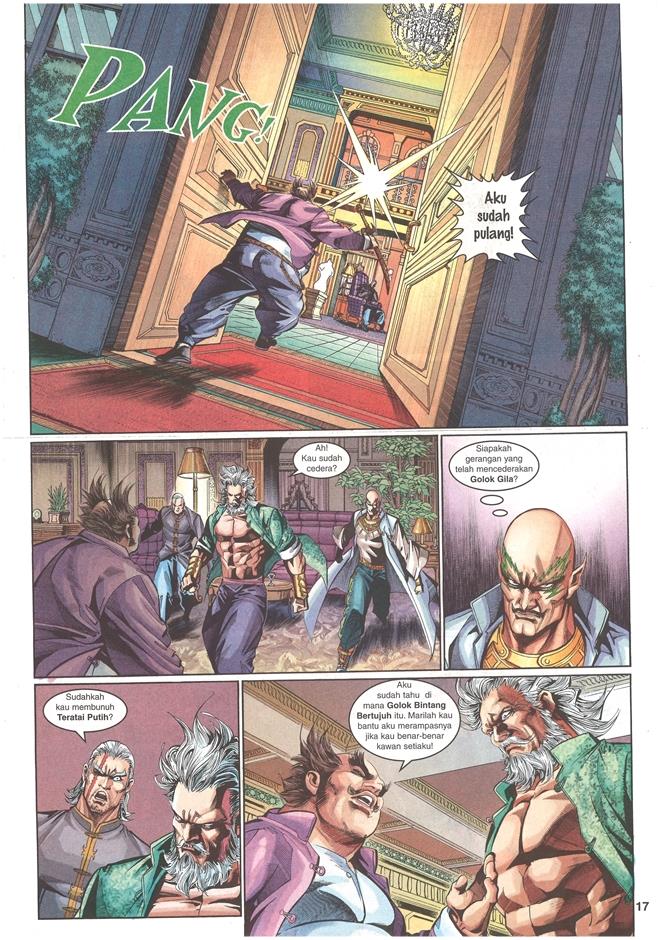 PANG!
Aku
sudah
pulang!
Ah!
Kau sudah
cedera?
Siapakah
gerangan yang
telah mencederakan
Golok Gila?
Sudahkah
kau membunuh
Teratai Putih?
Aku
sudah tahu di
mana Golok Bintang
Bertujuh itu. Marilah kau
bantu aku merampasnya
jika kau benar-benar
kawan setiaku!
17